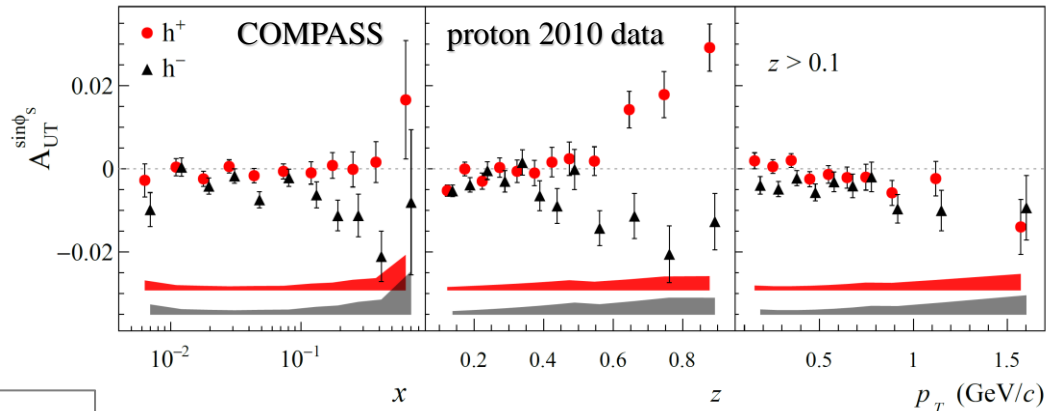 COMPASS proton 2010 data
h⁺
h⁻
z > 0.1
A_UT^sinϕ_S
0.02
0
−0.02
10⁻² 10⁻¹
0.2 0.4 0.6 0.8
0.5 1 1.5
x
z
p_T (GeV/c)